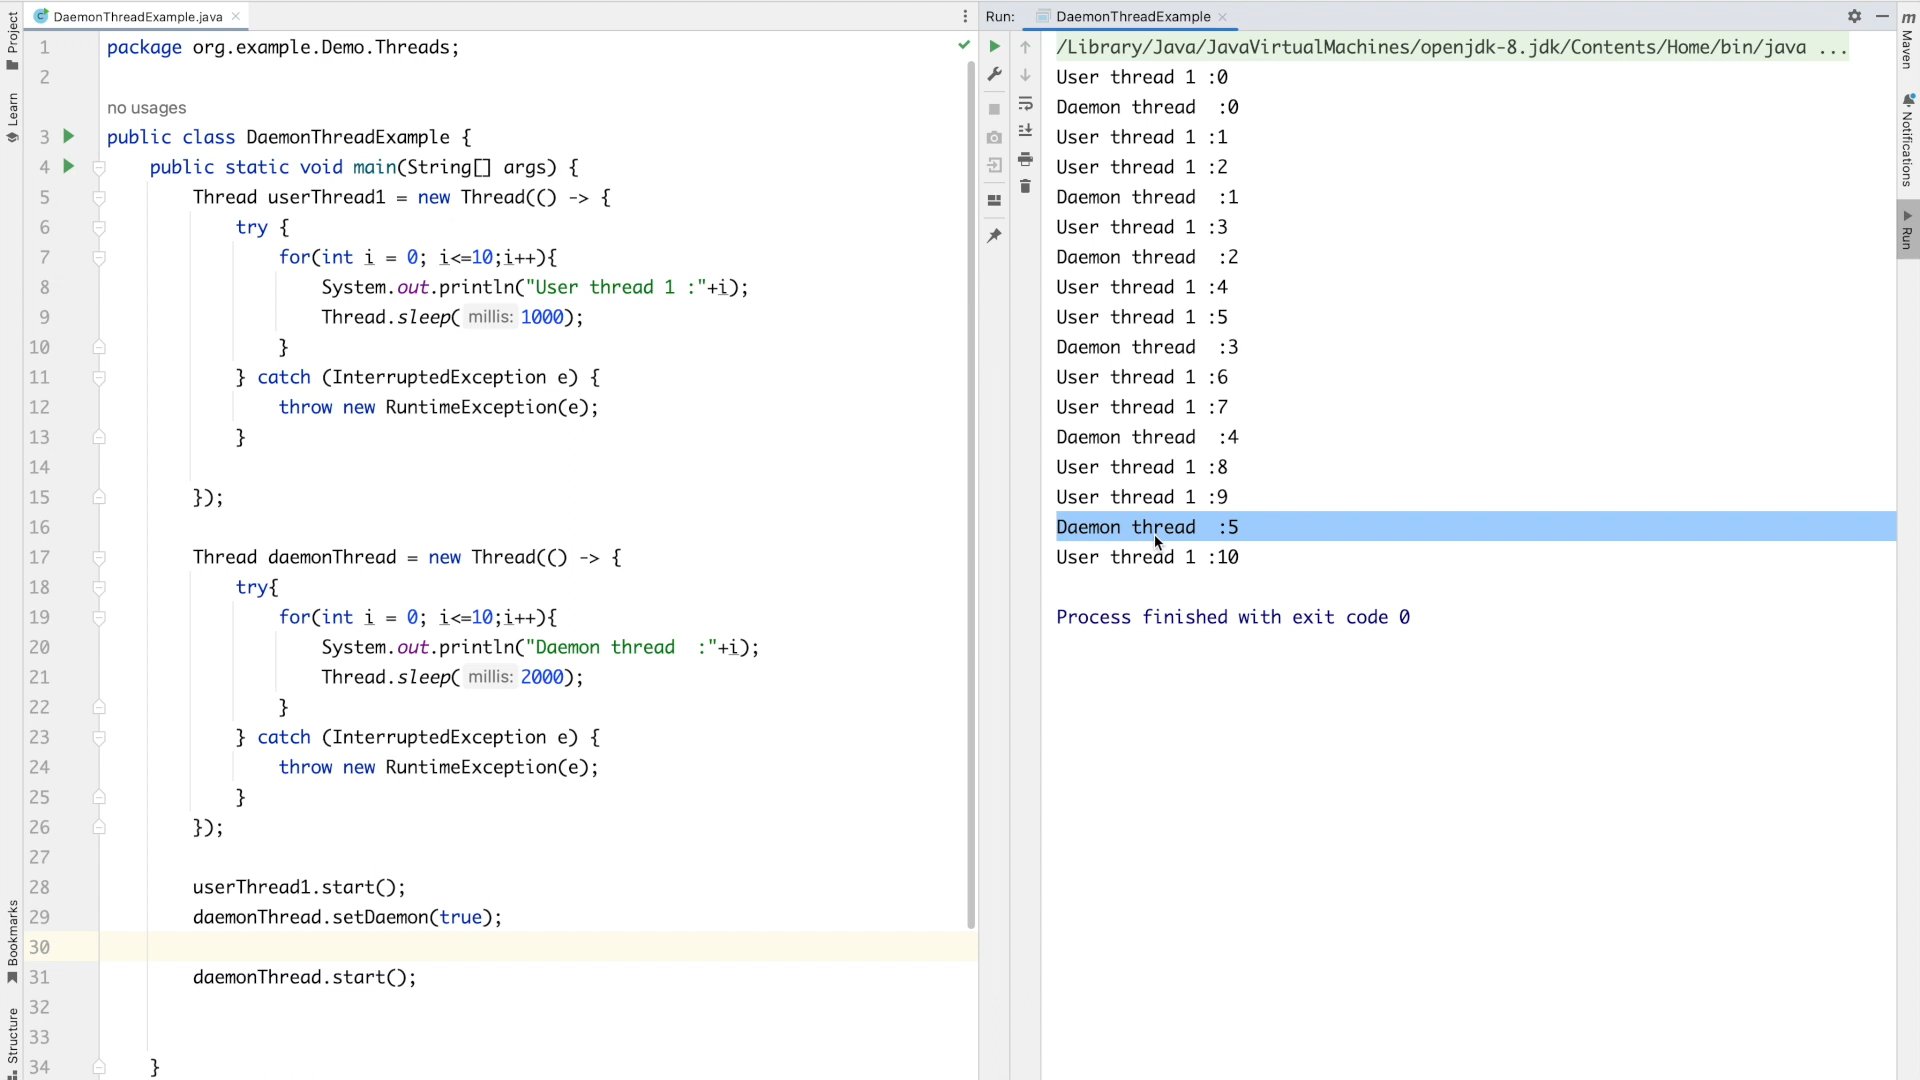 Project
Learn
Bookmarks
Structure
DaemonThreadExample.java
1 package org.example.Demo.Threads;
2
no usages
3 public class DaemonThreadExample {
4 public static void main(String[] args) {
5 Thread userThread1 = new Thread(() -> {
6 try {
7 for(int i = 0; i<=10;i++){
8 System.out.println("User thread 1 :"+i);
9 Thread.sleep( millis: 1000);
10 }
11 } catch (InterruptedException e) {
12 throw new RuntimeException(e);
13 }
14
15 });
16
17 Thread daemonThread = new Thread(() -> {
18 try{
19 for(int i = 0; i<=10;i++){
20 System.out.println("Daemon thread  :"+i);
21 Thread.sleep( millis: 2000);
22 }
23 } catch (InterruptedException e) {
24 throw new RuntimeException(e);
25 }
26 });
27
28 userThread1.start();
29 daemonThread.setDaemon(true);
30
31 daemonThread.start();
32
33
34 }
Run: DaemonThreadExample
/Library/Java/JavaVirtualMachines/openjdk-8.jdk/Contents/Home/bin/java ...
User thread 1 :0
Daemon thread  :0
User thread 1 :1
User thread 1 :2
Daemon thread  :1
User thread 1 :3
Daemon thread  :2
User thread 1 :4
User thread 1 :5
Daemon thread  :3
User thread 1 :6
User thread 1 :7
Daemon thread  :4
User thread 1 :8
User thread 1 :9
Daemon thread  :5
User thread 1 :10
Process finished with exit code 0
m
Maven
Notifications
Run